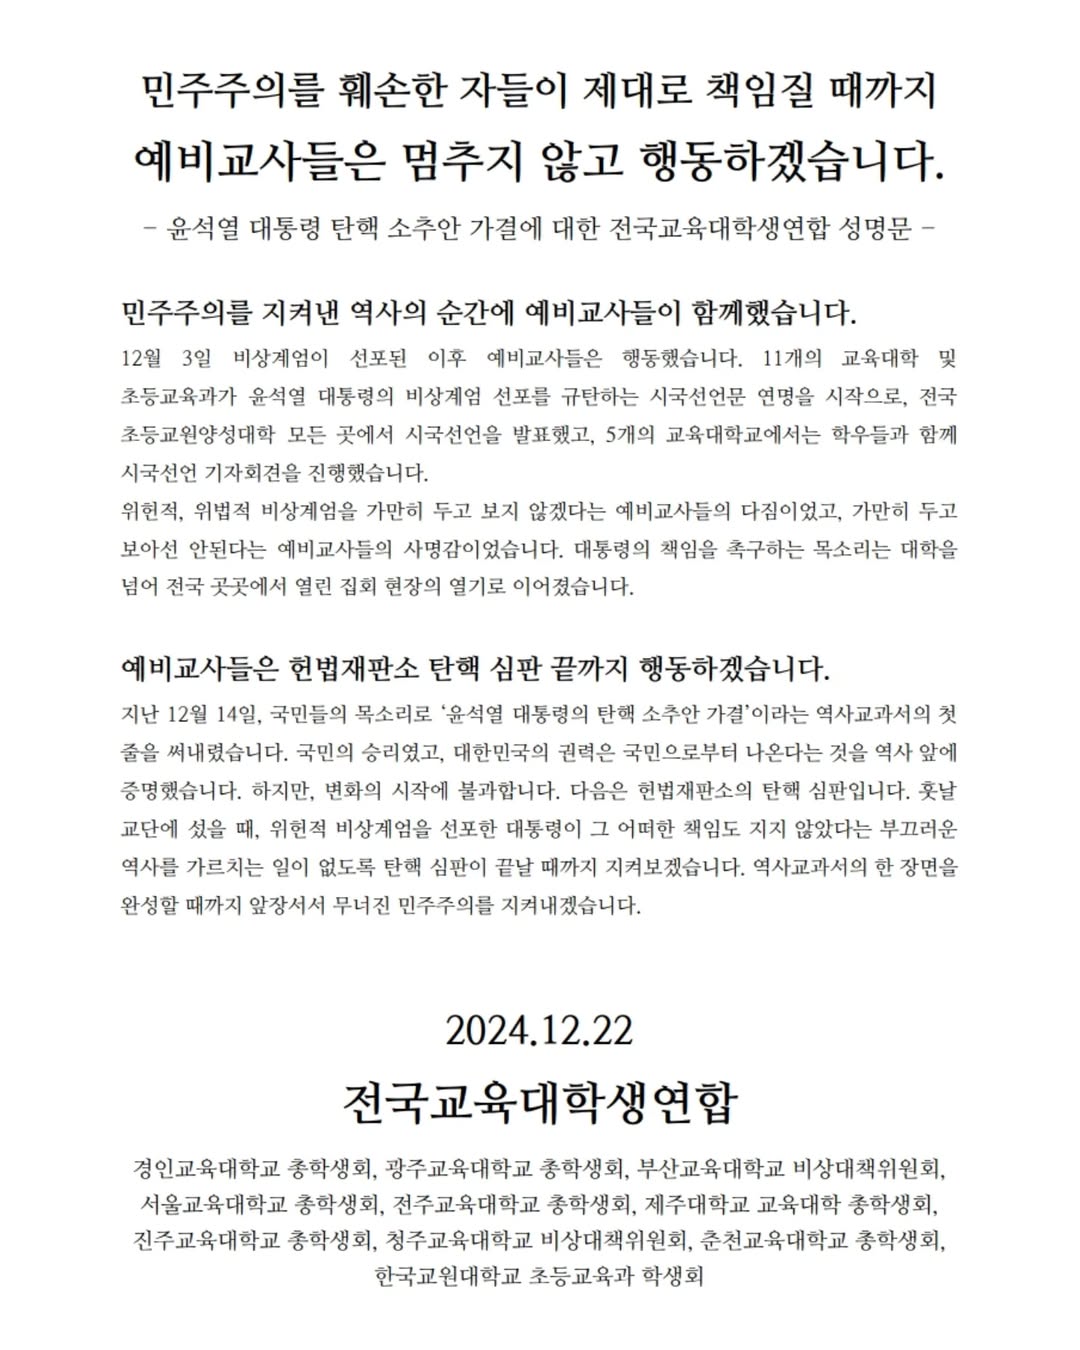 민주주의를 훼손한 자들이 제대로 책임질 때까지
예비교사들은 멈추지 않고 행동하겠습니다.
– 윤석열 대통령 탄핵 소추안 가결에 대한 전국교육대학생연합 성명문 –
민주주의를 지켜낸 역사의 순간에 예비교사들이 함께했습니다.
12월 3일 비상계엄이 선포된 이후 예비교사들은 행동했습니다. 11개의 교육대학 및
초등교육과가 윤석열 대통령의 비상계엄 선포를 규탄하는 시국선언문 연명을 시작으로, 전국
초등교원양성대학 모든 곳에서 시국선언을 발표했고, 5개의 교육대학교에서는 학우들과 함께
시국선언 기자회견을 진행했습니다.
위헌적, 위법적 비상계엄을 가만히 두고 보지 않겠다는 예비교사들의 다짐이었고, 가만히 두고
보아선 안된다는 예비교사들의 사명감이었습니다. 대통령의 책임을 촉구하는 목소리는 대학을
넘어 전국 곳곳에서 열린 집회 현장의 열기로 이어졌습니다.
예비교사들은 헌법재판소 탄핵 심판 끝까지 행동하겠습니다.
지난 12월 14일, 국민들의 목소리로 ‘윤석열 대통령의 탄핵 소추안 가결’이라는 역사교과서의 첫
줄을 써내렸습니다. 국민의 승리였고, 대한민국의 권력은 국민으로부터 나온다는 것을 역사 앞에
증명했습니다. 하지만, 변화의 시작에 불과합니다. 다음은 헌법재판소의 탄핵 심판입니다. 훗날
교단에 섰을 때, 위헌적 비상계엄을 선포한 대통령이 그 어떠한 책임도 지지 않았다는 부끄러운
역사를 가르치는 일이 없도록 탄핵 심판이 끝날 때까지 지켜보겠습니다. 역사교과서의 한 장면을
완성할 때까지 앞장서서 무너진 민주주의를 지켜내겠습니다.
2024.12.22
전국교육대학생연합
경인교육대학교 총학생회, 광주교육대학교 총학생회, 부산교육대학교 비상대책위원회,
서울교육대학교 총학생회, 전주교육대학교 총학생회, 제주대학교 교육대학 총학생회,
진주교육대학교 총학생회, 청주교육대학교 비상대책위원회, 춘천교육대학교 총학생회,
한국교원대학교 초등교육과 학생회